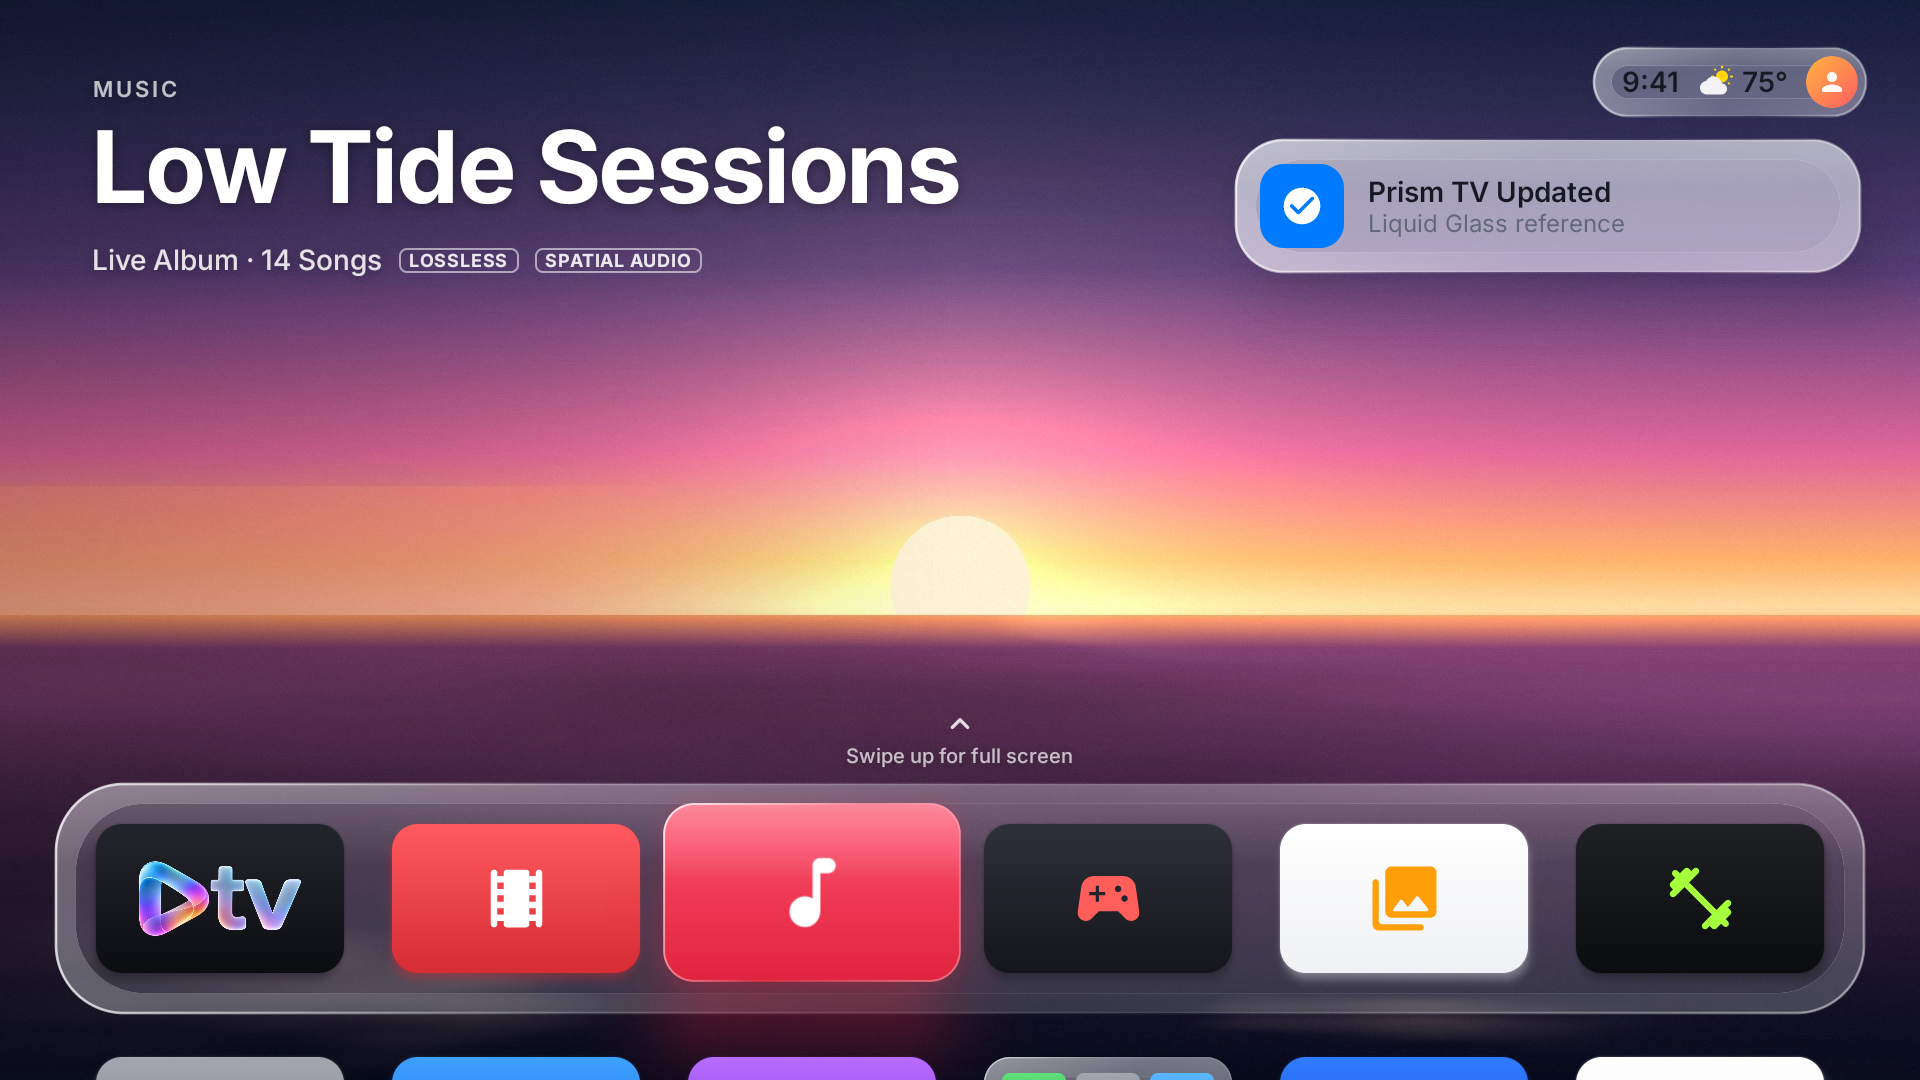 MUSIC
Low Tide Sessions
Live Album · 14 Songs LOSSLESS SPATIAL AUDIO
9:41 75°
Prism TV Updated
Liquid Glass reference
Swipe up for full screen
tv